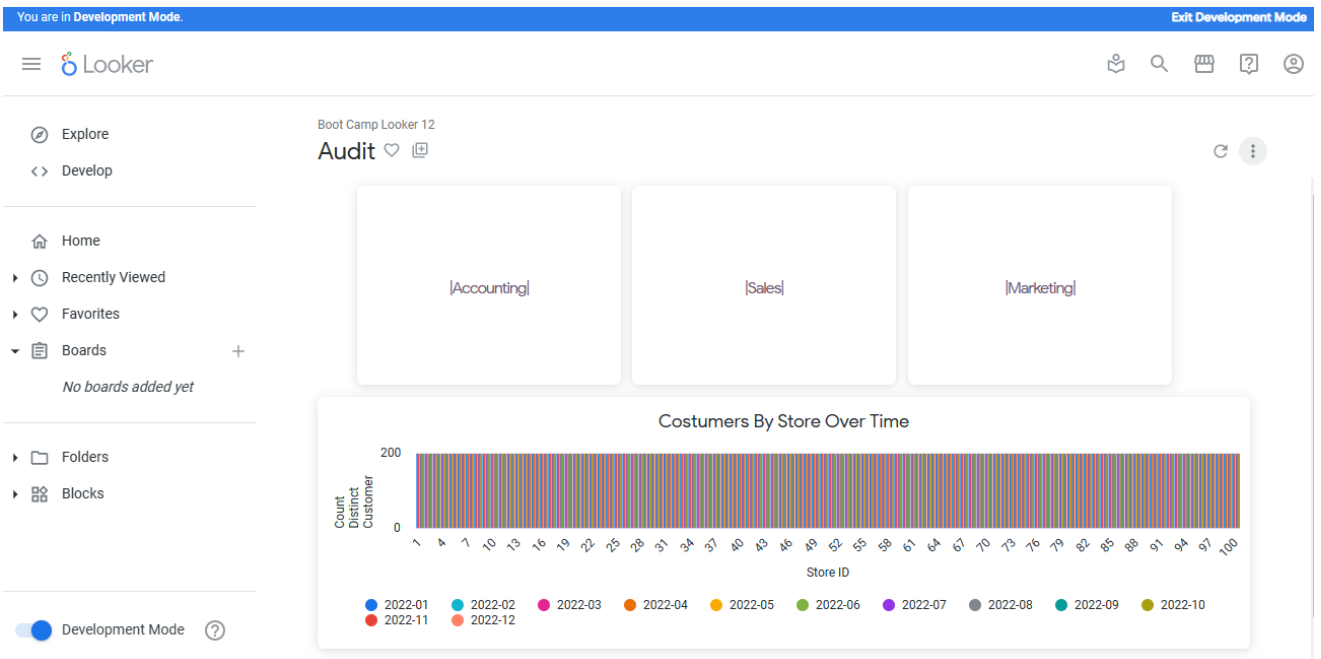 You are in Development Mode.
Exit Development Mode
Looker
Explore
Develop
Home
Recently Viewed
Favorites
Boards
No boards added yet
Folders
Blocks
Development Mode
Boot Camp Looker 12
Audit
|Accounting|
|Sales|
|Marketing|
Costumers By Store Over Time
Count
Distinct
Customer
200
0
1 4 7 10 13 16 19 22 25 28 31 34 37 40 43 46 49 52 55 58 61 64 67 70 73 76 79 82 85 88 91 94 97 100
Store ID
2022-01 2022-02 2022-03 2022-04 2022-05 2022-06 2022-07 2022-08 2022-09 2022-10
2022-11 2022-12